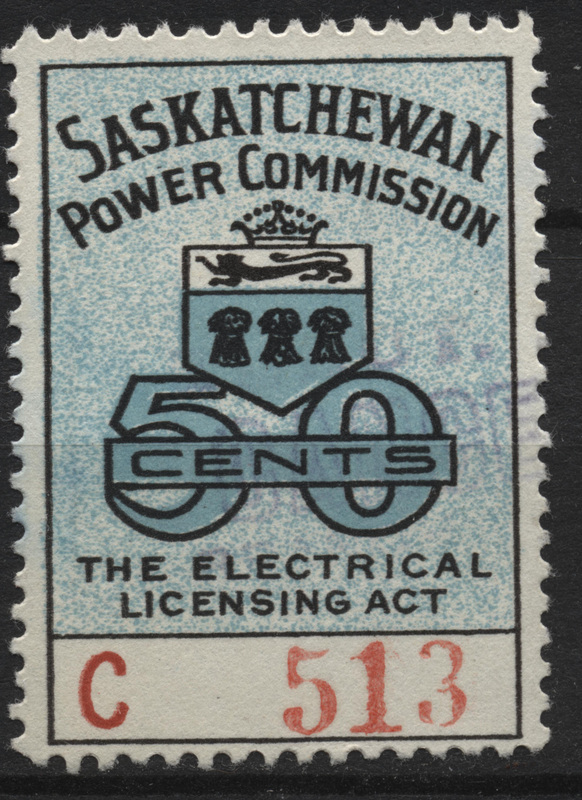 SASKATCHEWAN
POWER COMMISSION
50
CENTS
THE ELECTRICAL
LICENSING ACT
C 513